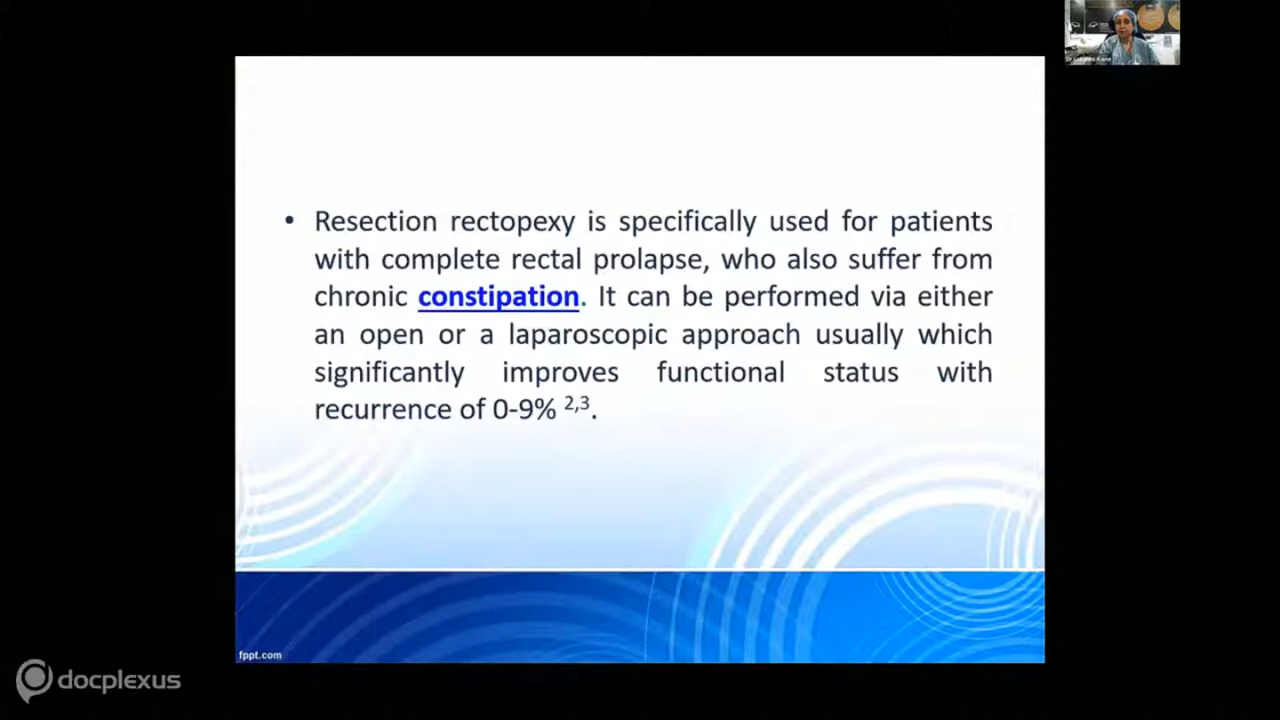 • Resection rectopexy is specifically used for patients
with complete rectal prolapse, who also suffer from
chronic constipation. It can be performed via either
an open or a laparoscopic approach usually which
significantly improves functional status with
recurrence of 0-9% 2,3.
fppt.com
docplexus